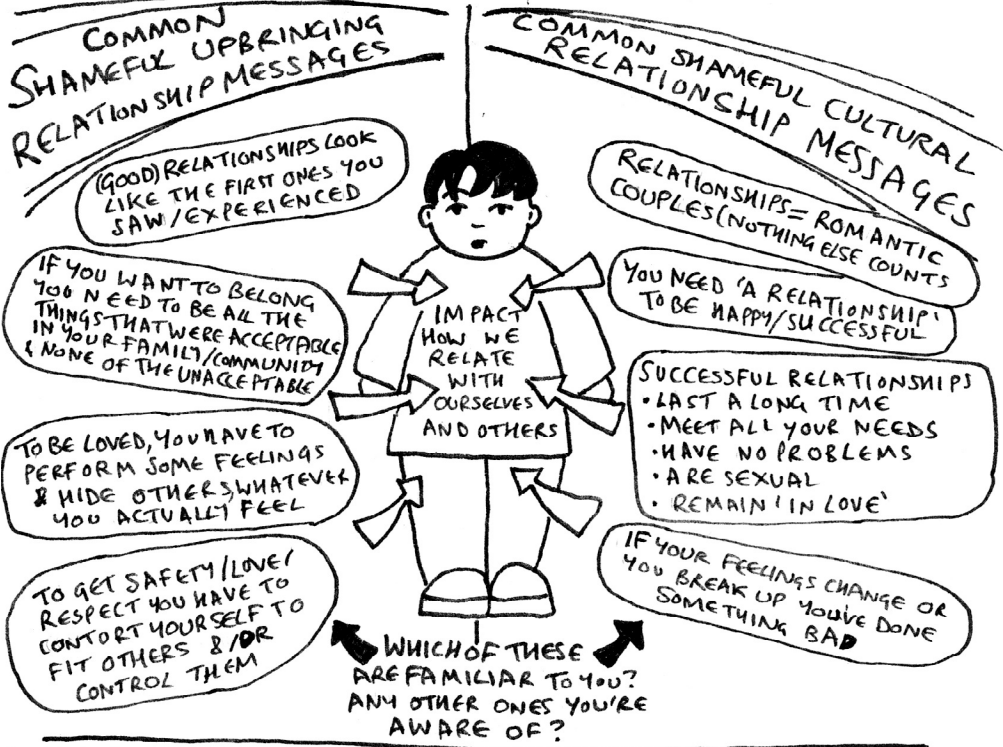 COMMON
SHAMEFUL UPBRINGING
RELATIONSHIP MESSAGES
(GOOD) RELATIONSHIPS LOOK
LIKE THE FIRST ONES YOU
SAW/EXPERIENCED
IF YOU WANT TO BELONG
YOU NEED TO BE ALL THE
THINGS THAT WERE ACCEPTABLE
IN YOUR FAMILY/COMMUNITY
& NONE OF THE UNACCEPTABLE
TO BE LOVED, YOU HAVE TO
PERFORM SOME FEELINGS
& HIDE OTHERS, WHATEVER
YOU ACTUALLY FEEL
TO GET SAFETY/LOVE/
RESPECT YOU HAVE TO
CONTORT YOURSELF TO
FIT OTHERS &/OR
CONTROL THEM
IMPACT
HOW WE
RELATE
WITH
OURSELVES
AND OTHERS
COMMON SHAMEFUL CULTURAL
RELATIONSHIP MESSAGES
RELATIONSHIPS = ROMANTIC
COUPLES (NOTHING ELSE COUNTS
YOU NEED 'A RELATIONSHIP'
TO BE HAPPY/SUCCESSFUL
SUCCESSFUL RELATIONSHIPS
• LAST A LONG TIME
• MEET ALL YOUR NEEDS
• HAVE NO PROBLEMS
• ARE SEXUAL
• REMAIN 'IN LOVE'
IF YOUR FEELINGS CHANGE OR
YOU BREAK UP YOU'VE DONE
SOMETHING BAD
WHICH OF THESE
ARE FAMILIAR TO YOU?
ANY OTHER ONES YOU'RE
AWARE OF?